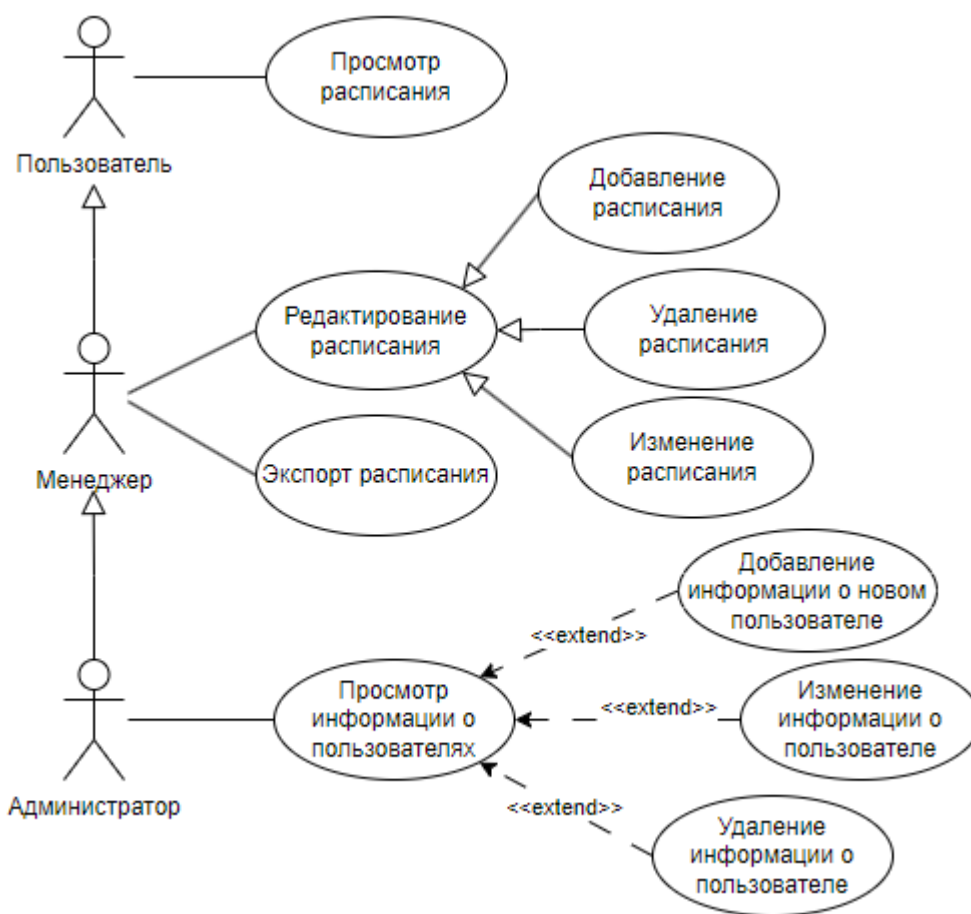 Просмотр
расписания
Пользователь
Добавление
расписания
Редактирование
расписания
Удаление
расписания
Менеджер
Экспорт расписания
Изменение
расписания
Добавление
информации о новом
пользователе
<<extend>>
Просмотр
информации о
пользователях
<<extend>>
Изменение
информации о
пользователе
Администратор
<<extend>>
Удаление
информации о
пользователе